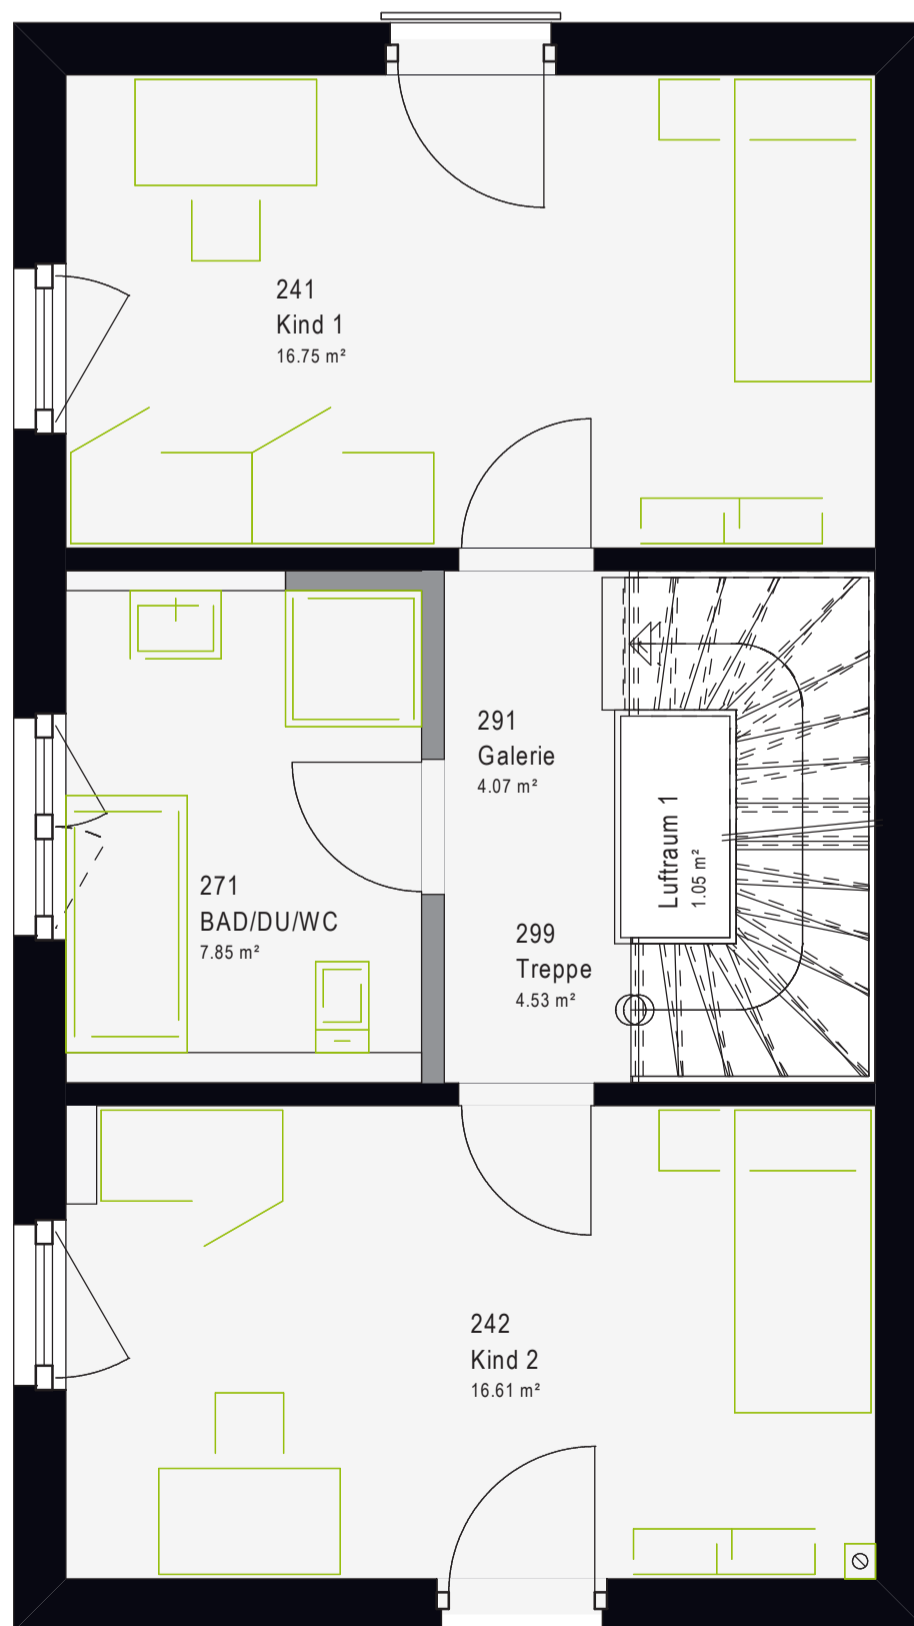 241
Kind 1
16.75 m²
291
Galerie
4.07 m²
Luftraum 1
1.05 m²
271
BAD/DU/WC
7.85 m²
299
Treppe
4.53 m²
242
Kind 2
16.61 m²